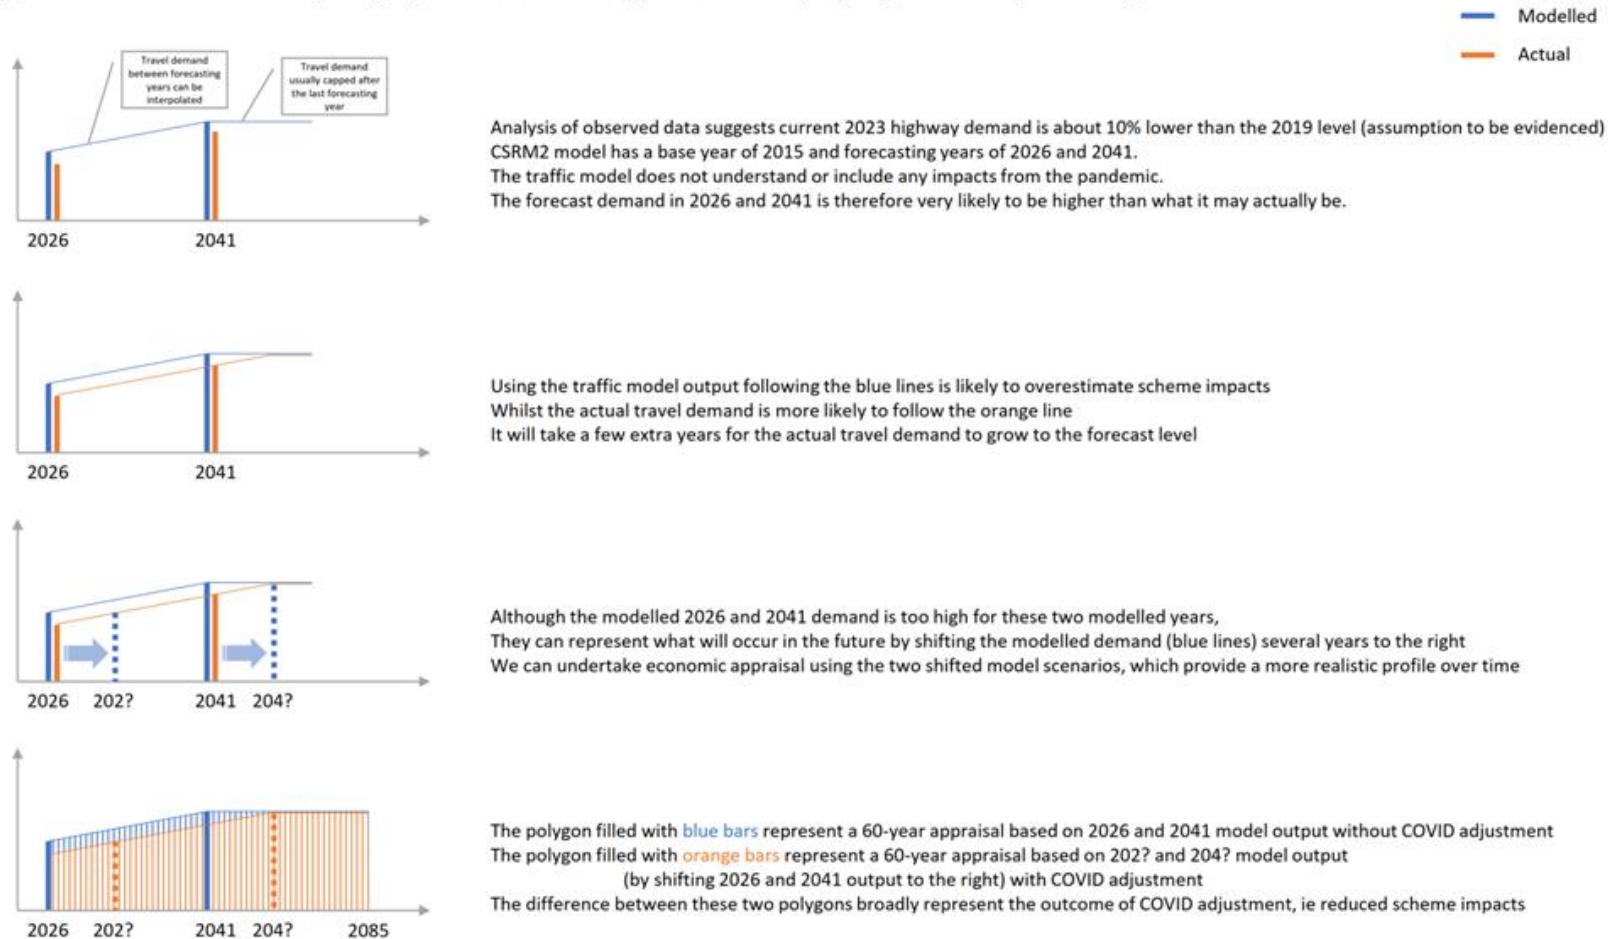 Modelled
Actual
Travel demand
between forecasting
years can be
interpolated
Travel demand
usually capped after
the last forecasting
year
Analysis of observed data suggests current 2023 highway demand is about 10% lower than the 2019 level (assumption to be evidenced)
CSRM2 model has a base year of 2015 and forecasting years of 2026 and 2041.
The traffic model does not understand or include any impacts from the pandemic.
The forecast demand in 2026 and 2041 is therefore very likely to be higher than what it may actually be.
2026 2041
Using the traffic model output following the blue lines is likely to overestimate scheme impacts
Whilst the actual travel demand is more likely to follow the orange line
It will take a few extra years for the actual travel demand to grow to the forecast level
2026 2041
Although the modelled 2026 and 2041 demand is too high for these two modelled years,
They can represent what will occur in the future by shifting the modelled demand (blue lines) several years to the right
We can undertake economic appraisal using the two shifted model scenarios, which provide a more realistic profile over time
2026 202? 2041 204?
The polygon filled with blue bars represent a 60-year appraisal based on 2026 and 2041 model output without COVID adjustment
The polygon filled with orange bars represent a 60-year appraisal based on 202? and 204? model output
(by shifting 2026 and 2041 output to the right) with COVID adjustment
The difference between these two polygons broadly represent the outcome of COVID adjustment, ie reduced scheme impacts
2026 202? 2041 204? 2085